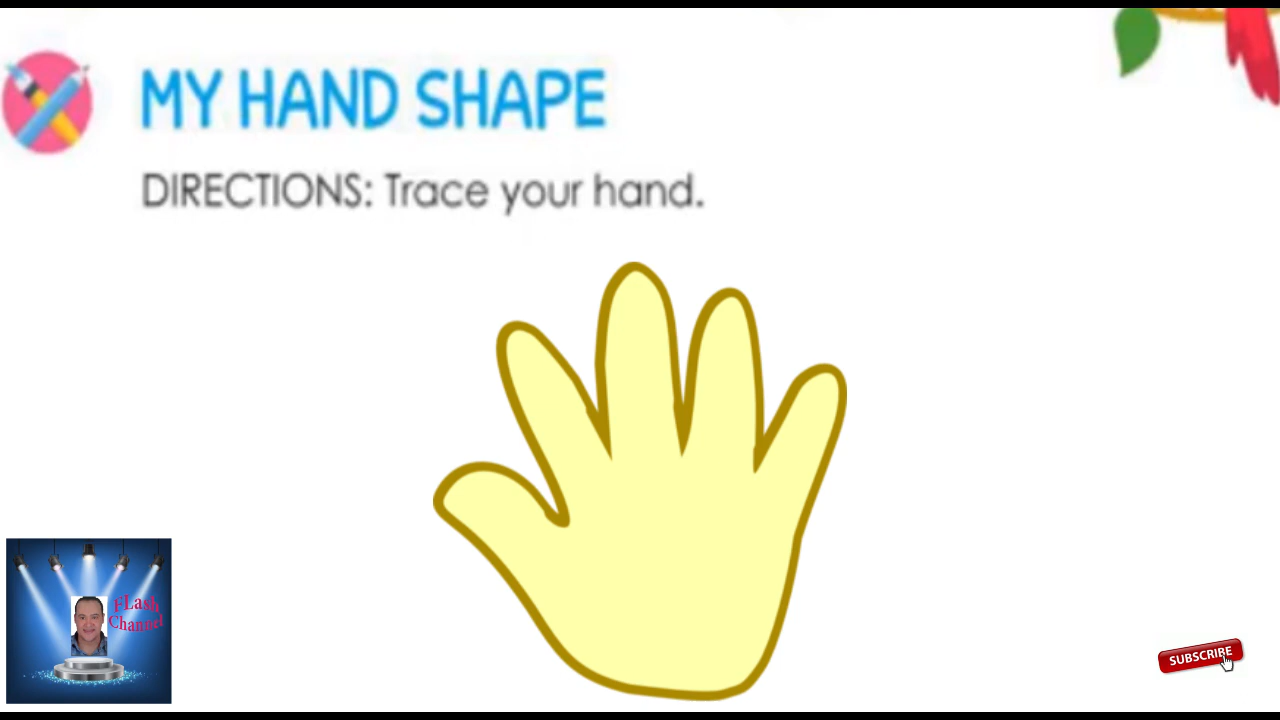 MY HAND SHAPE
DIRECTIONS: Trace your hand.
FLash
Channel
SUBSCRIBE